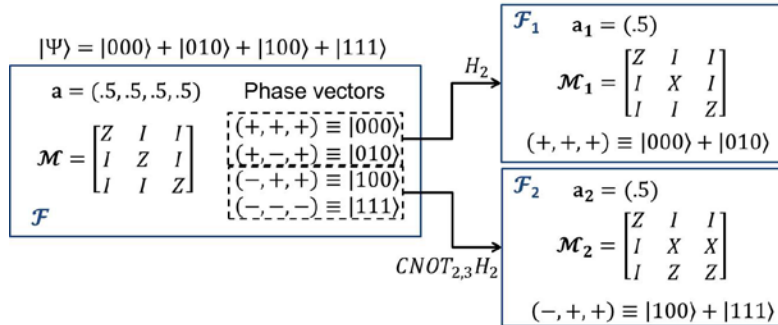 |Ψ⟩ = |000⟩ + |010⟩ + |100⟩ + |111⟩
a = (.5, .5, .5, .5)
Phase vectors
ℳ = [Z I I
I Z I
I I Z]
(+, +, +) ≡ |000⟩
(+, −, +) ≡ |010⟩
(−, +, +) ≡ |100⟩
(−, −, −) ≡ |111⟩
ℱ
H₂
CNOT₂,₃H₂
ℱ₁ a₁ = (.5)
ℳ₁ = [Z I I
I X I
I I Z]
(+, +, +) ≡ |000⟩ + |010⟩
ℱ₂ a₂ = (.5)
ℳ₂ = [Z I I
I X X
I Z Z]
(−, +, +) ≡ |100⟩ + |111⟩